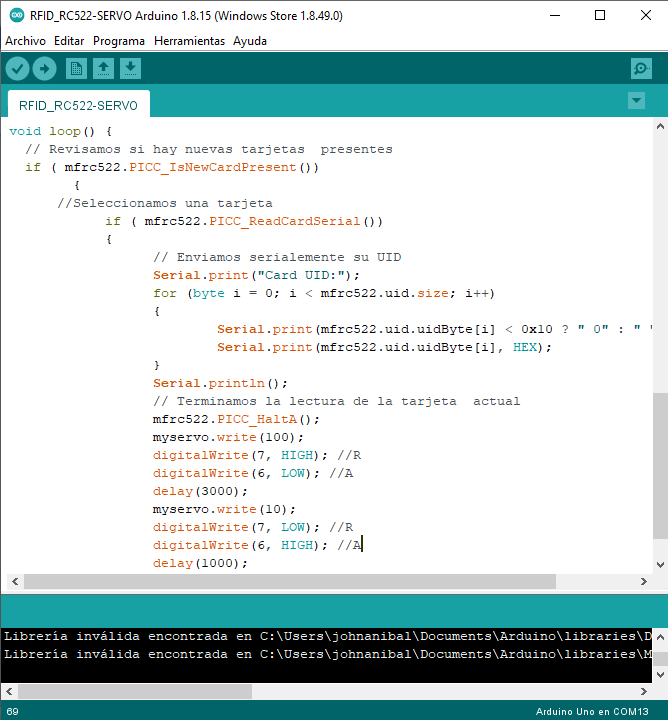 RFID_RC522-SERVO Arduino 1.8.15 (Windows Store 1.8.49.0)
Archivo Editar Programa Herramientas Ayuda
RFID_RC522-SERVO
void loop() {
// Revisamos si hay nuevas tarjetas  presentes
if ( mfrc522.PICC_IsNewCardPresent())
{
//Seleccionamos una tarjeta
if ( mfrc522.PICC_ReadCardSerial())
{
// Enviamos serialemente su UID
Serial.print("Card UID:");
for (byte i = 0; i < mfrc522.uid.size; i++)
{
Serial.print(mfrc522.uid.uidByte[i] < 0x10 ? " 0" : " "
Serial.print(mfrc522.uid.uidByte[i], HEX);
}
Serial.println();
// Terminamos la lectura de la tarjeta  actual
mfrc522.PICC_HaltA();
myservo.write(100);
digitalWrite(7, HIGH); //R
digitalWrite(6, LOW); //A
delay(3000);
myservo.write(10);
digitalWrite(7, LOW); //R
digitalWrite(6, HIGH); //A
delay(1000);
Librería inválida encontrada en C:\Users\johnanibal\Documents\Arduino\libraries\D
Librería inválida encontrada en C:\Users\johnanibal\Documents\Arduino\libraries\M
69
Arduino Uno en COM13